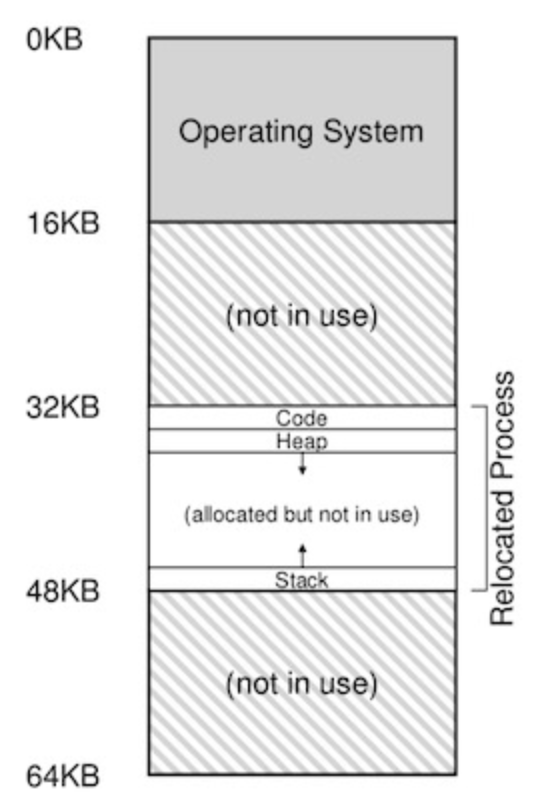 0KB
Operating System
16KB
(not in use)
32KB
Code
Heap
(allocated but not in use)
Stack
48KB
(not in use)
64KB
Relocated Process